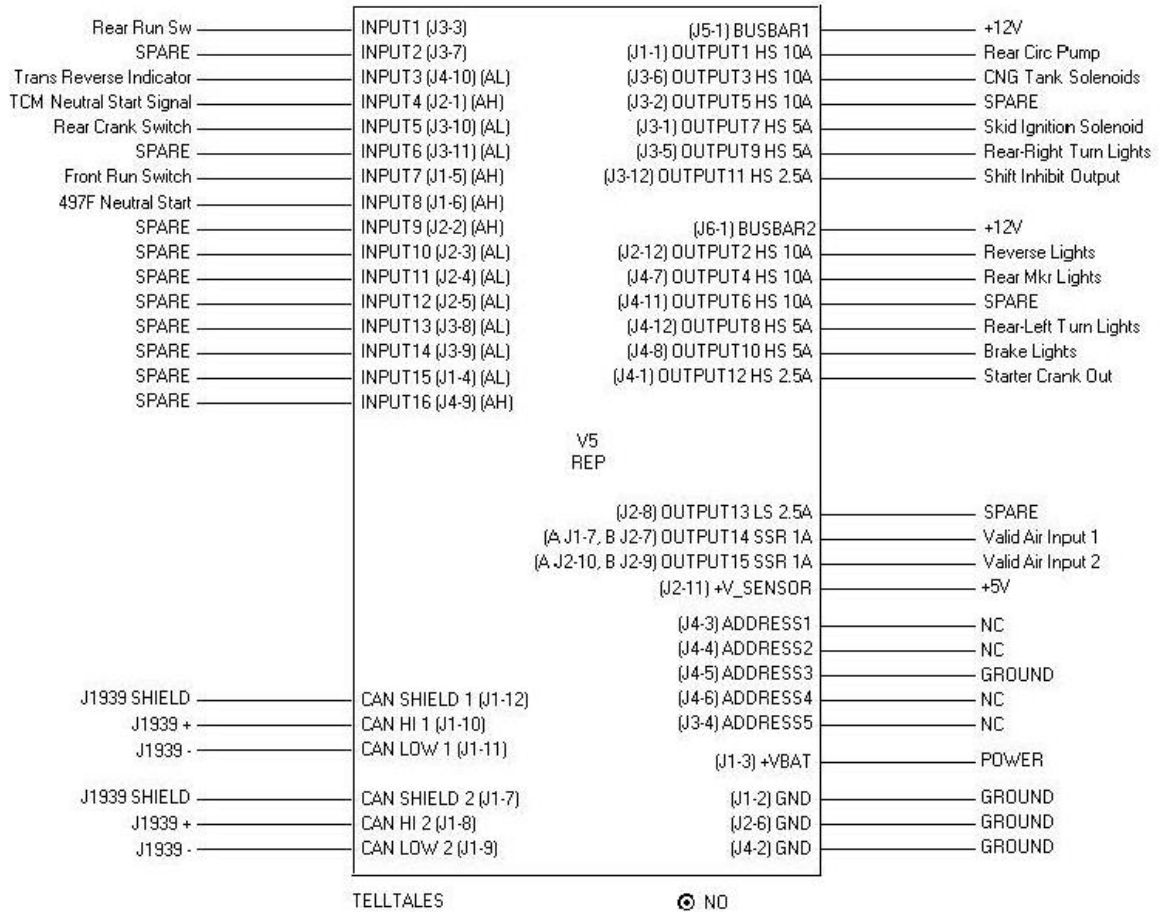 Rear Run Sw INPUT1 (J3-3) (J5-1) BUSBAR1 +12V
SPARE INPUT2 (J3-7) (J1-1) OUTPUT1 HS 10A Rear Circ Pump
Trans Reverse Indicator INPUT3 (J4-10) (AL) (J3-6) OUTPUT3 HS 10A CNG Tank Solenoids
TCM Neutral Start Signal INPUT4 (J2-1) (AH) (J3-2) OUTPUT5 HS 10A SPARE
Rear Crank Switch INPUT5 (J3-10) (AL) (J3-1) OUTPUT7 HS 5A Skid Ignition Solenoid
SPARE INPUT6 (J3-11) (AL) (J3-5) OUTPUT9 HS 5A Rear-Right Turn Lights
Front Run Switch INPUT7 (J1-5) (AH) (J3-12) OUTPUT11 HS 2.5A Shift Inhibit Output
497F Neutral Start INPUT8 (J1-6) (AH)
SPARE INPUT9 (J2-2) (AH) (J6-1) BUSBAR2 +12V
SPARE INPUT10 (J2-3) (AL) (J2-12) OUTPUT2 HS 10A Reverse Lights
SPARE INPUT11 (J2-4) (AL) (J4-7) OUTPUT4 HS 10A Rear Mkr Lights
SPARE INPUT12 (J2-5) (AL) (J4-11) OUTPUT6 HS 10A SPARE
SPARE INPUT13 (J3-8) (AL) (J4-12) OUTPUT8 HS 5A Rear-Left Turn Lights
SPARE INPUT14 (J3-9) (AL) (J4-8) OUTPUT10 HS 5A Brake Lights
SPARE INPUT15 (J1-4) (AL) (J4-1) OUTPUT12 HS 2.5A Starter Crank Out
SPARE INPUT16 (J4-9) (AH)
V5
REP
(J2-8) OUTPUT13 LS 2.5A SPARE
(A J1-7, B J2-7) OUTPUT14 SSR 1A Valid Air Input 1
(A J2-10, B J2-9) OUTPUT15 SSR 1A Valid Air Input 2
(J2-11) +V_SENSOR +5V
(J4-3) ADDRESS1 NC
(J4-4) ADDRESS2 NC
(J4-5) ADDRESS3 GROUND
J1939 SHIELD CAN SHIELD 1 (J1-12) (J4-6) ADDRESS4 NC
J1939 + CAN HI 1 (J1-10) (J3-4) ADDRESS5 NC
J1939 - CAN LOW 1 (J1-11)
(J1-3) +VBAT POWER
J1939 SHIELD CAN SHIELD 2 (J1-7) (J1-2) GND GROUND
J1939 + CAN HI 2 (J1-8) (J2-6) GND GROUND
J1939 - CAN LOW 2 (J1-9) (J4-2) GND GROUND
TELLTALES NO